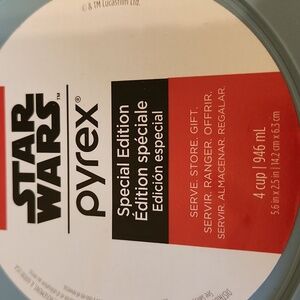 & TM Lucasfilm Ltd.
STAR
WARS™
pyrex®
Special Edition
Édition spéciale
Edición especial
SERVE. STORE. GIFT.
SERVIR. RANGER. OFFRIR.
SERVIR. ALMACENAR. REGALAR.
4 cup | 946 mL
5.6 in x 2.5 in | 14.2 cm x 6.3 cm